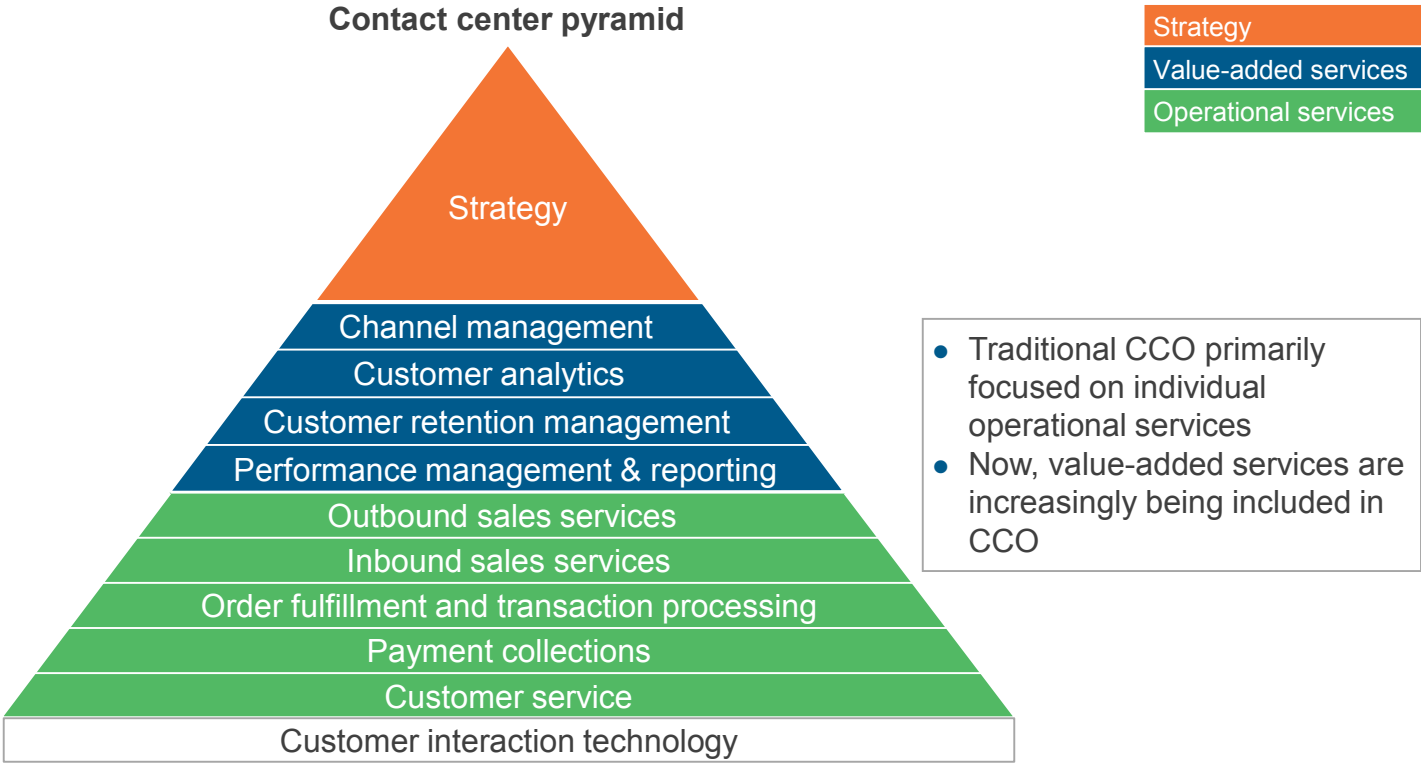 Contact center pyramid
Strategy
Value-added services
Operational services
Strategy
Channel management
Customer analytics
Customer retention management
Performance management & reporting
Outbound sales services
Inbound sales services
Order fulfillment and transaction processing
Payment collections
Customer service
Customer interaction technology
● Traditional CCO primarily
focused on individual
operational services
● Now, value-added services are
increasingly being included in
CCO